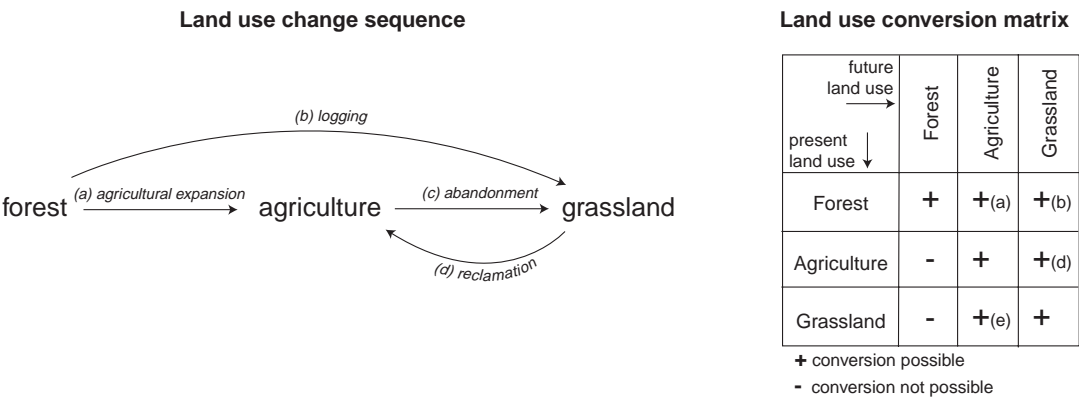 Land use change sequence
(b) logging
forest
(a) agricultural expansion
agriculture
(c) abandonment
grassland
(d) reclamation
Land use conversion matrix
future
land use
present
land use
Forest
Agriculture
Grassland
Forest + +(a) +(b)
Agriculture - + +(d)
Grassland - +(e) +
+ conversion possible
- conversion not possible